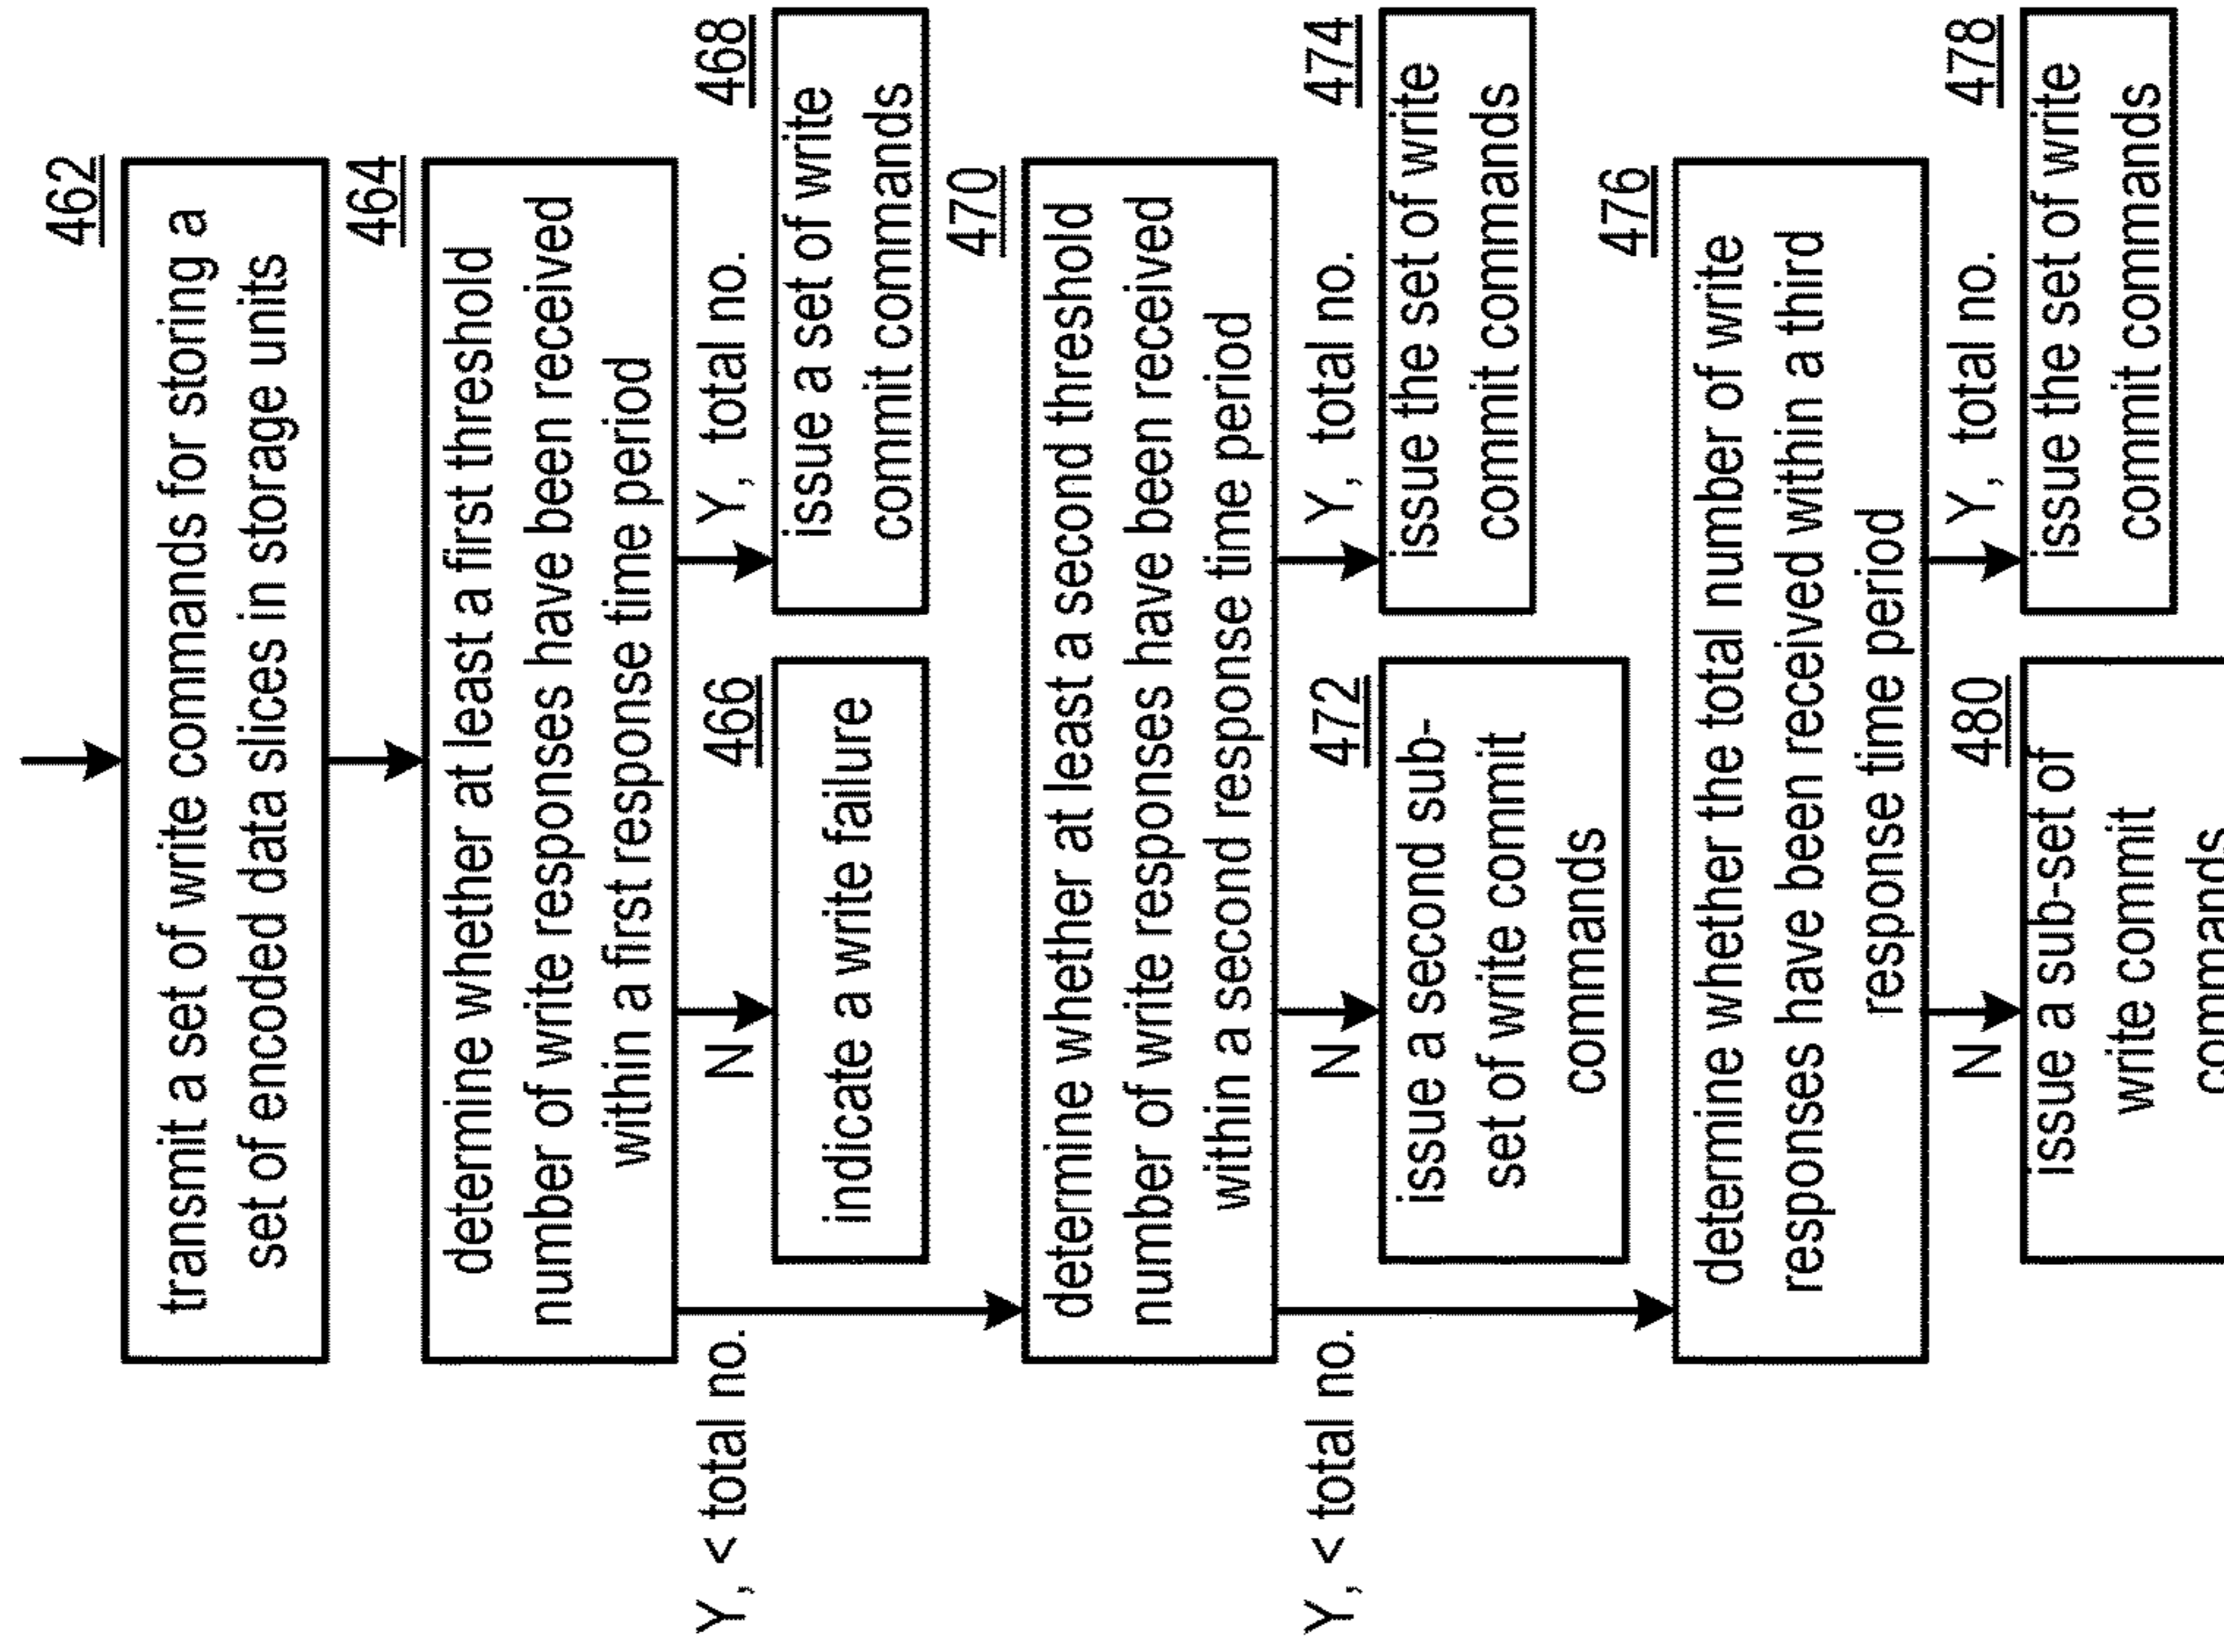 462
transmit a set of write commands for storing a
set of encoded data slices in storage units
464
determine whether at least a first threshold
number of write responses have been received
within a first response time period
Y, < total no.
N
466
indicate a write failure
Y, total no.
468
issue a set of write
commit commands
470
determine whether at least a second threshold
number of write responses have been received
within a second response time period
Y, < total no.
N
472
issue a second sub-
set of write commit
commands
Y, total no.
474
issue the set of write
commit commands
476
determine whether the total number of write
responses have been received within a third
response time period
N
480
issue a sub-set of
write commit
commands
Y, total no.
478
issue the set of write
commit commands